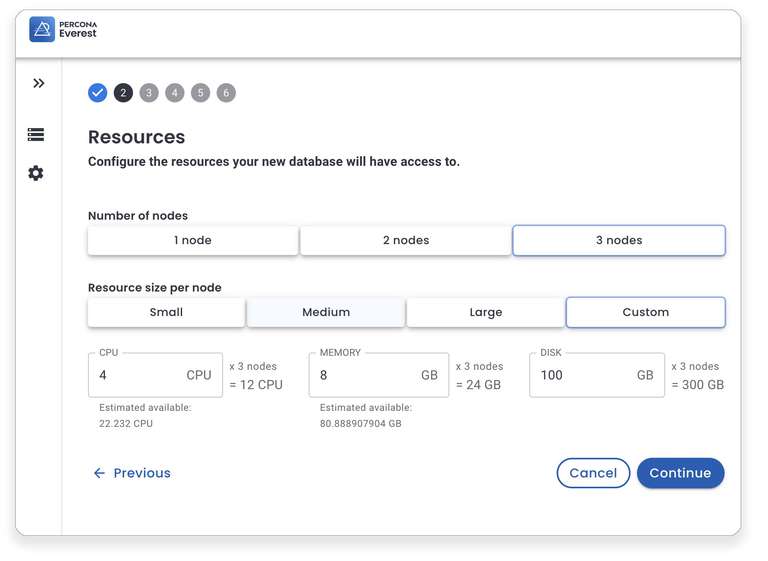 PERCONA
Everest
2 3 4 5 6
Resources
Configure the resources your new database will have access to.
Number of nodes
1 node 2 nodes 3 nodes
Resource size per node
Small Medium Large Custom
CPU MEMORY DISK
4 CPU x 3 nodes = 12 CPU 8 GB x 3 nodes = 24 GB 100 GB x 3 nodes = 300 GB
Estimated available: Estimated available:
22.232 CPU 80.888907904 GB
Previous Cancel Continue